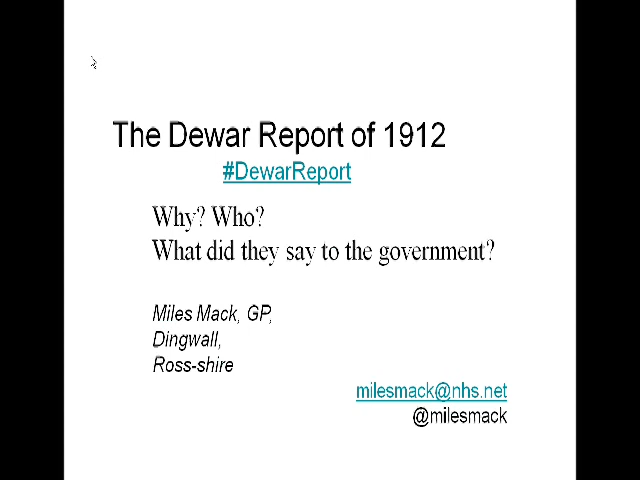 The Dewar Report of 1912
#DewarReport
Why? Who?
What did they say to the government?
Miles Mack, GP,
Dingwall,
Ross-shire
milesmack@nhs.net
@milesmack